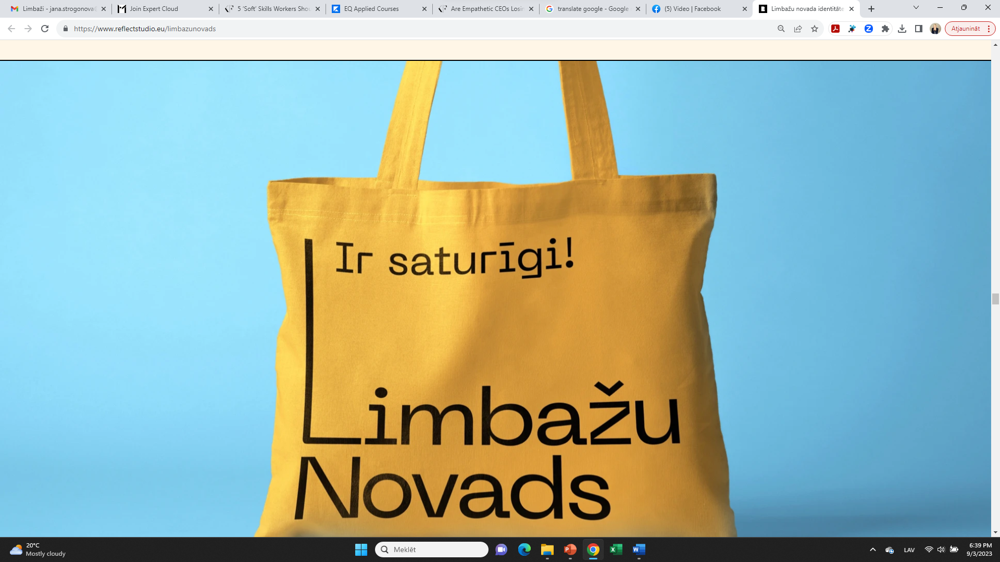 Limbaži - jana.strogonova@
Join Expert Cloud
5 ‘Soft’ Skills Workers Shou
EQ Applied Courses
Are Empathetic CEOs Losin
translate google - Google
(5) Video | Facebook
Limbažu novada identitāte
https://www.reflectstudio.eu/limbazunovads
Atjaunināt
Ir saturīgi!
Limbažu
Novads
20°C
Mostly cloudy
Meklēt
LAV
6:39 PM
9/3/2023